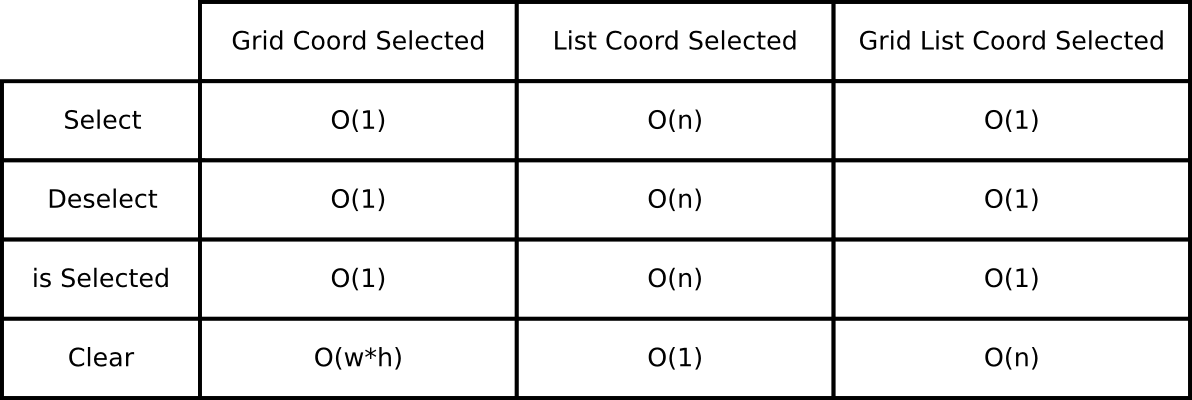 Grid Coord Selected
List Coord Selected
Grid List Coord Selected
Select
O(1)
O(n)
O(1)
Deselect
O(1)
O(n)
O(1)
is Selected
O(1)
O(n)
O(1)
Clear
O(w*h)
O(1)
O(n)